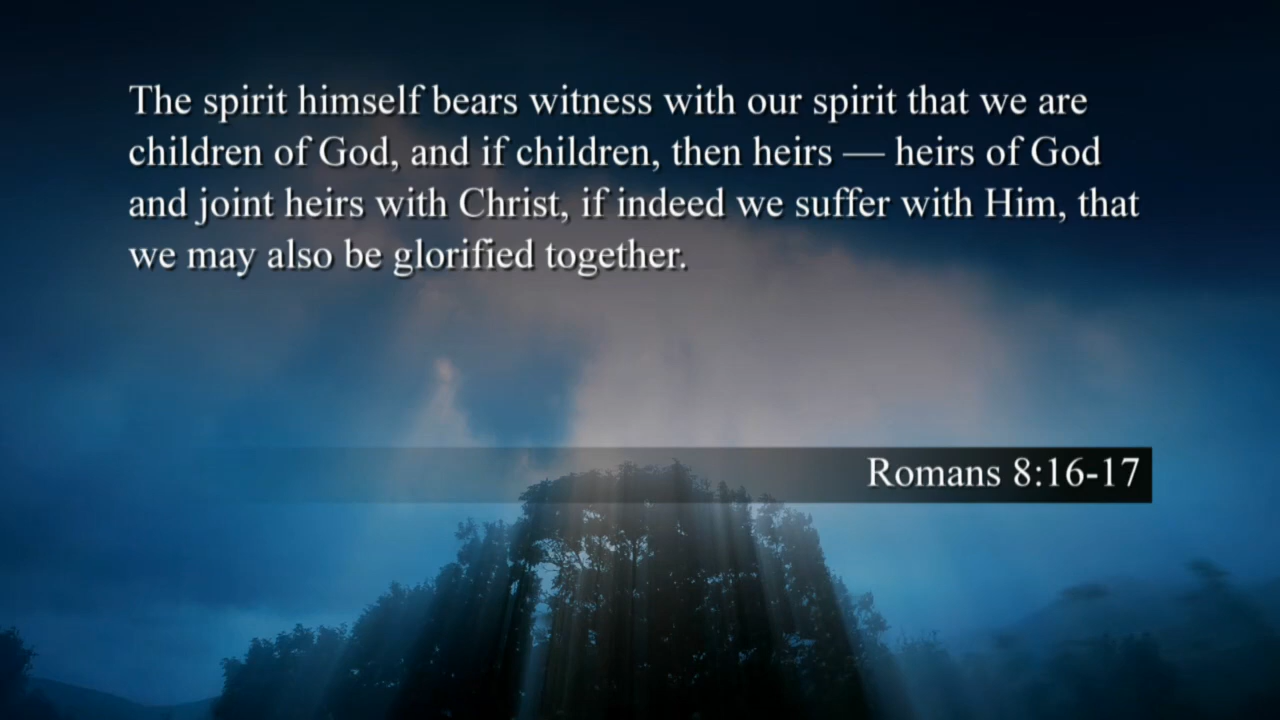 The spirit himself bears witness with our spirit that we are
children of God, and if children, then heirs — heirs of God
and joint heirs with Christ, if indeed we suffer with Him, that
we may also be glorified together.
Romans 8:16-17